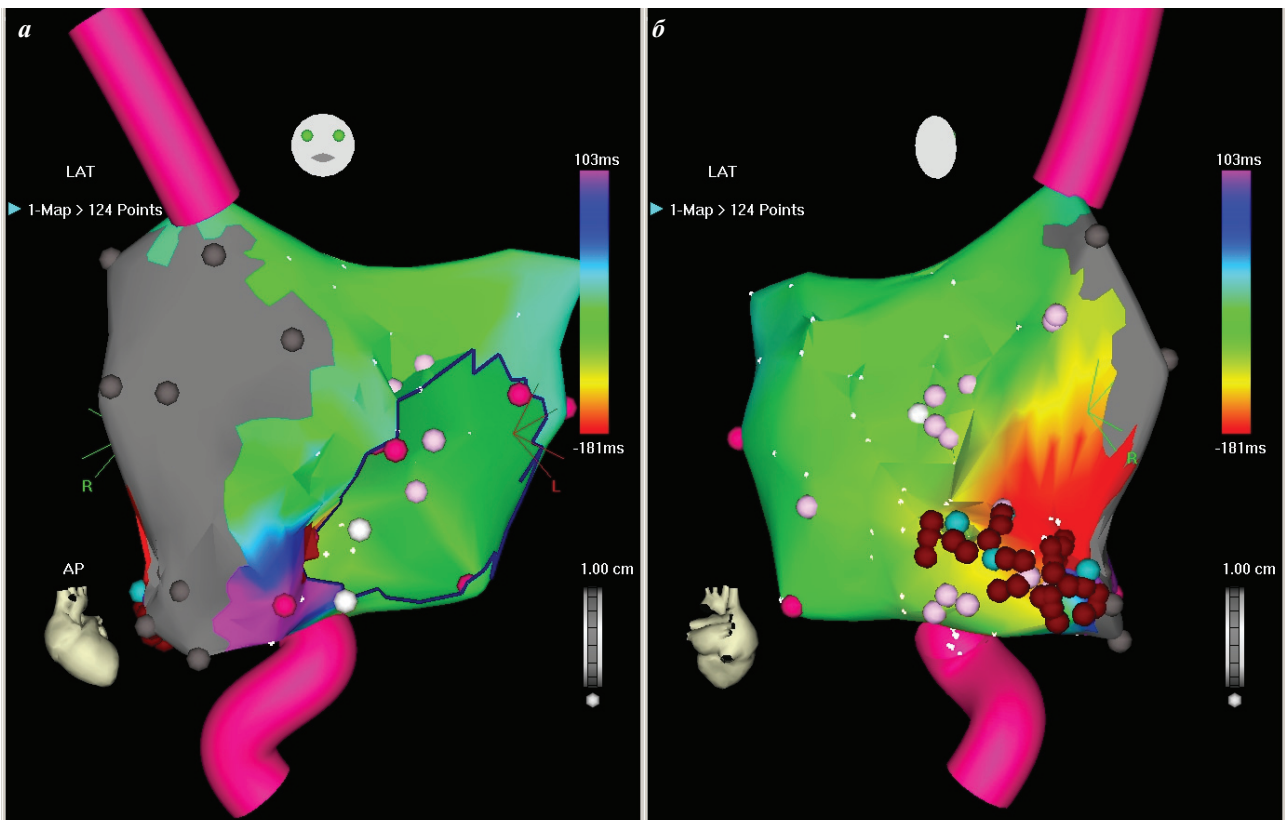 а
LAT
1-Map > 124 Points
103ms
-181ms
R
L
AP
1.00 cm
б
LAT
1-Map > 124 Points
103ms
-181ms
R
1.00 cm